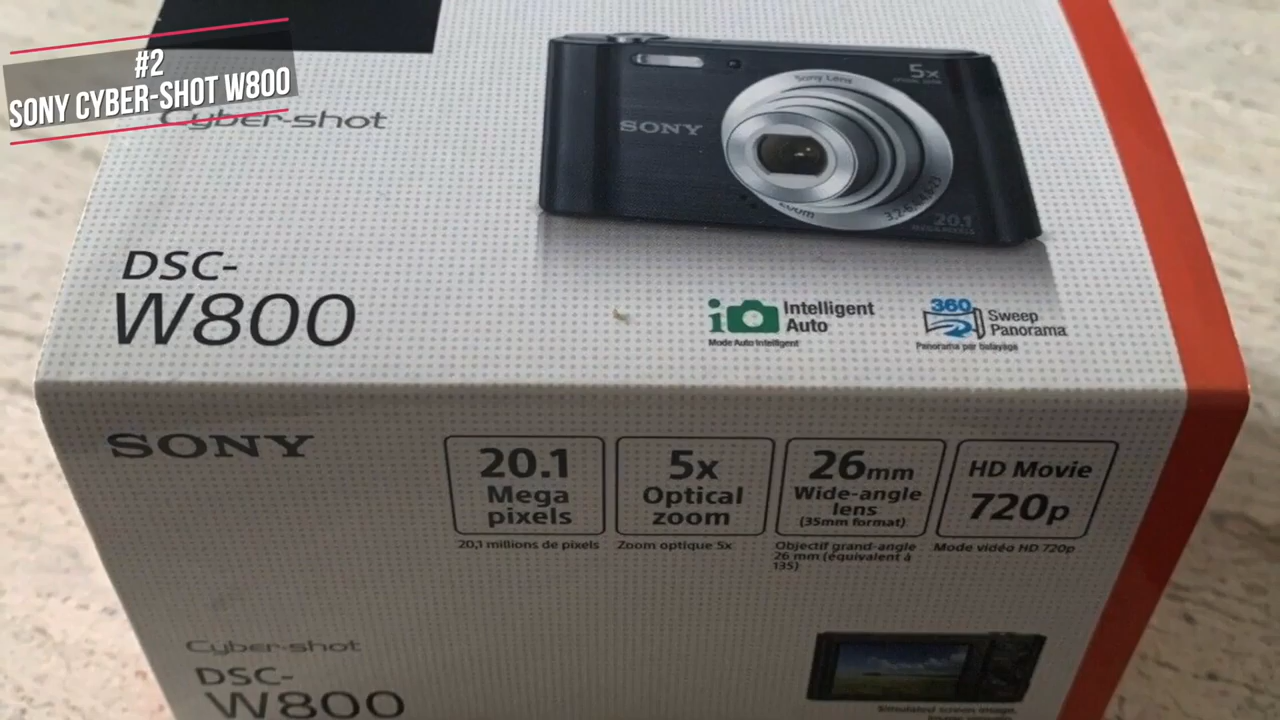 #2
SONY CYBER-SHOT W800
Cyber-shot
DSC-
W800
Sony Lens
5x
SONY
zoom
20.1
MEGA PIXELS
Intelligent
Auto
Mode Auto Intelligent
360
Sweep
Panorama
Panorama par balayage
SONY
20.1
Mega
pixels
20,1 millions de pixels
5x
Optical
zoom
Zoom optique 5x
26mm
Wide-angle
lens
(35mm format)
Objectif grand-angle
26 mm (équivalent à
135)
HD Movie
720p
Mode vidéo HD 720p
Cyber-shot
DSC-
W800
Simulated screen image.